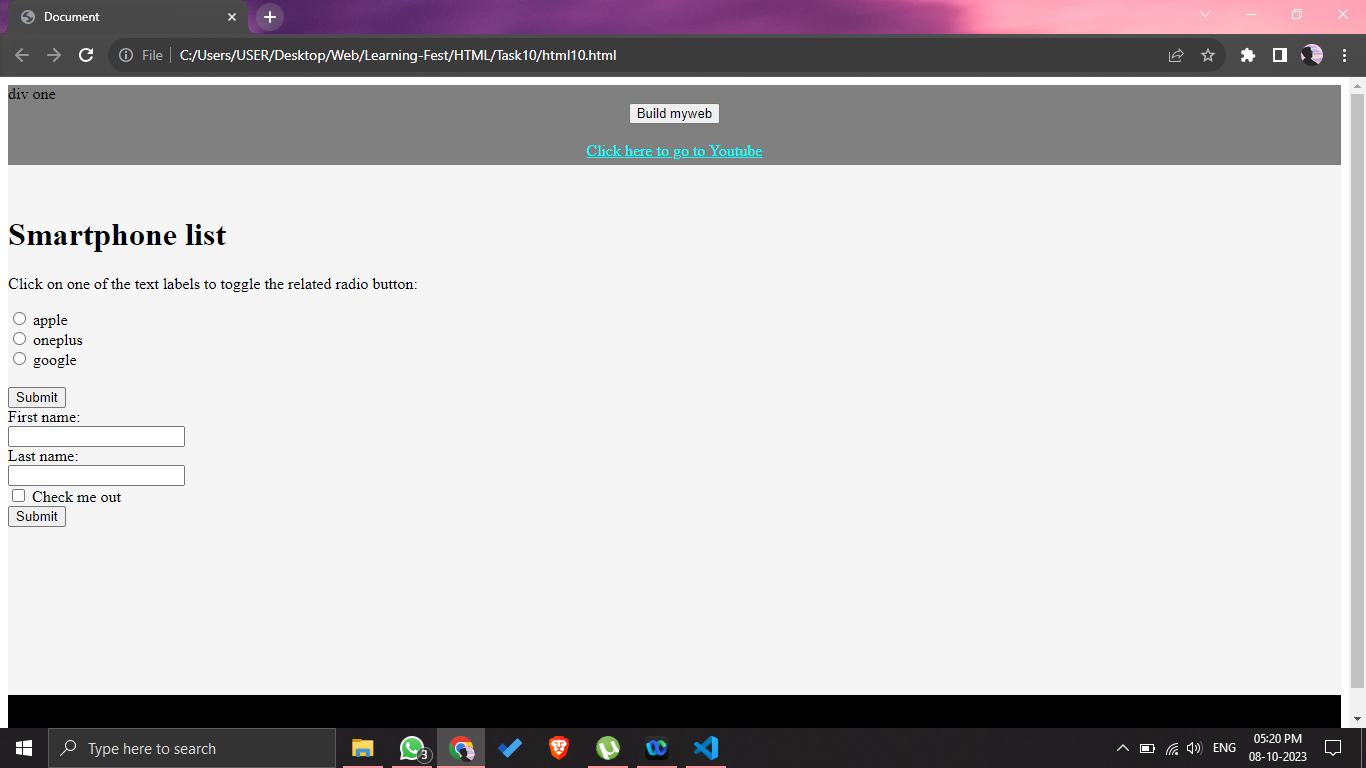 Document
File
C:/Users/USER/Desktop/Web/Learning-Fest/HTML/Task10/html10.html
div one
Build myweb
Click here to go to Youtube
Smartphone list
Click on one of the text labels to toggle the related radio button:
apple
oneplus
google
Submit
First name:
Last name:
Check me out
Submit
Type here to search
3
ENG
05:20 PM
08-10-2023